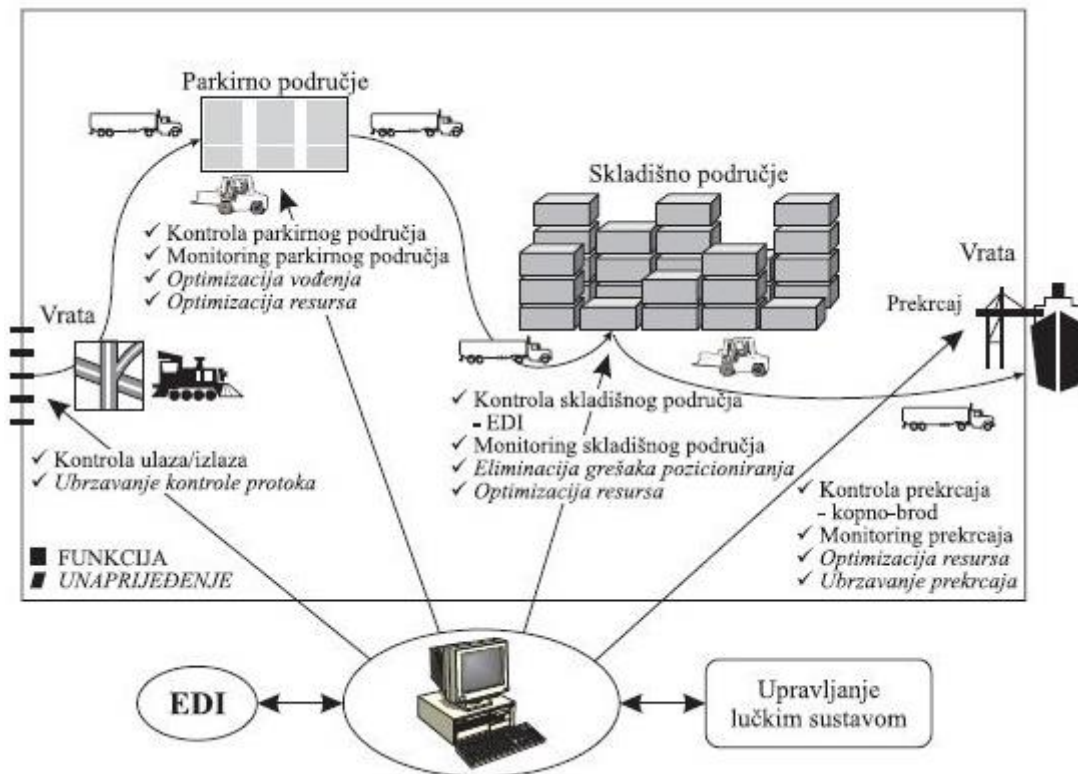 Parkirno područje
✓ Kontrola parkirnog područja
✓ Monitoring parkirnog područja
✓ Optimizacija vođenja
✓ Optimizacija resursa
Skladišno područje
Vrata
Prekrcaj
Vrata
✓ Kontrola ulaza/izlaza
✓ Ubrzavanje kontrole protoka
✓ Kontrola skladišnog područja
- EDI
✓ Monitoring skladišnog područja
✓ Eliminacija grešaka pozicioniranja
✓ Optimizacija resursa
✓ Kontrola prekrcaja
- kopno-brod
✓ Monitoring prekrcaja
✓ Optimizacija resursa
✓ Ubrzavanje prekrcaja
FUNKCIJA
UNAPRIJEĐENJE
EDI
Upravljanje
lučkim sustavom